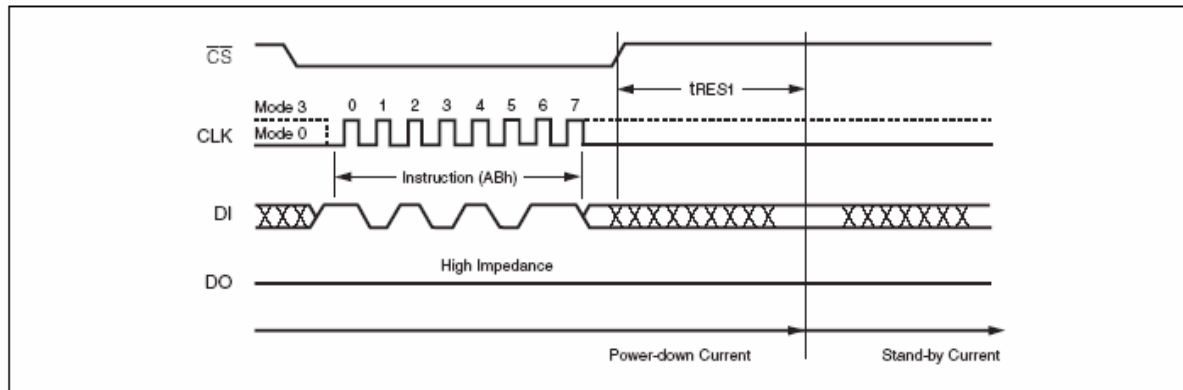 CS
tRES1
Mode 3 0 1 2 3 4 5 6 7
CLK Mode 0
Instruction (ABh)
DI
High Impedance
DO
Power-down Current Stand-by Current